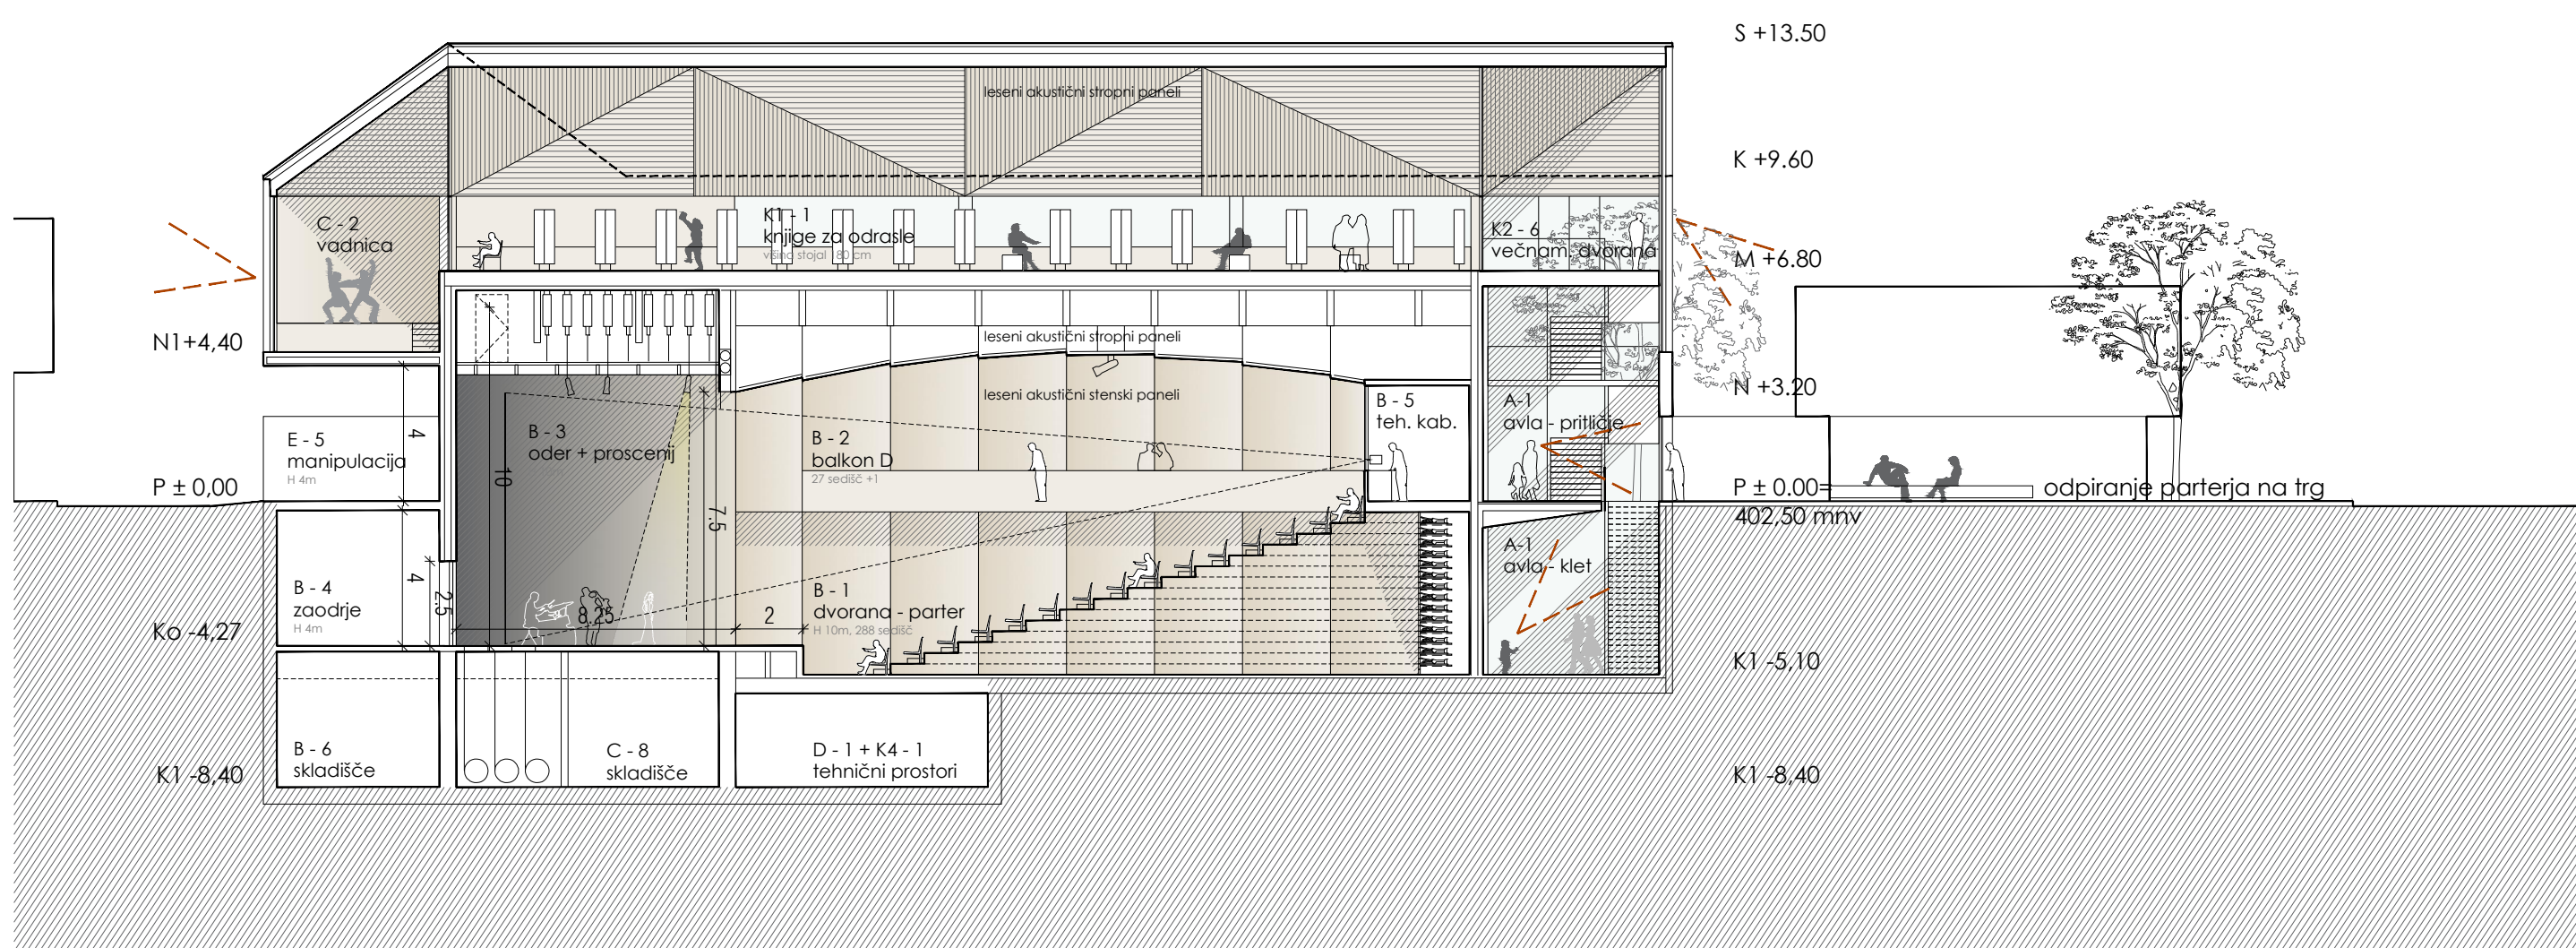 S +13.50
leseni akustični stropni paneli
K +9.60
C - 2
vadnica
K1 - 1
knjige za odrasle
višina stojal 180 cm
K2 - 6
večnam. dvorana
M +6.80
N1+4,40
leseni akustični stropni paneli
N +3.20
leseni akustični stenski paneli
B - 5
teh. kab.
A-1
avla - pritličje
E - 5
manipulacija
H 4m
4
B - 3
oder + proscenij
10
7.5
B - 2
balkon D
27 sedišč +1
P ± 0,00
P ± 0.00=
402,50 mnv
odpiranje parterja na trg
A-1
avla - klet
B - 4
zaodrje
H 4m
4
2.5
8.25
2
B - 1
dvorana - parter
H 10m, 288 sedišč
Ko -4,27
K1 -5,10
B - 6
skladišče
C - 8
skladišče
D - 1 + K4 - 1
tehnični prostori
K1 -8,40
K1 -8,40